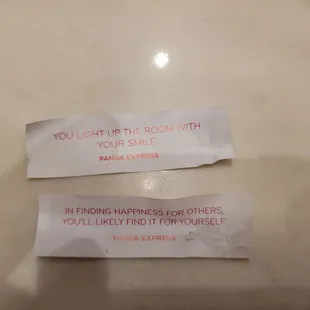 YOU LIGHT UP THE ROOM WITH
YOUR SMILE.
PANDA EXPRESS
IN FINDING HAPPINESS FOR OTHERS,
YOU'LL LIKELY FIND IT FOR YOURSELF.
PANDA EXPRESS